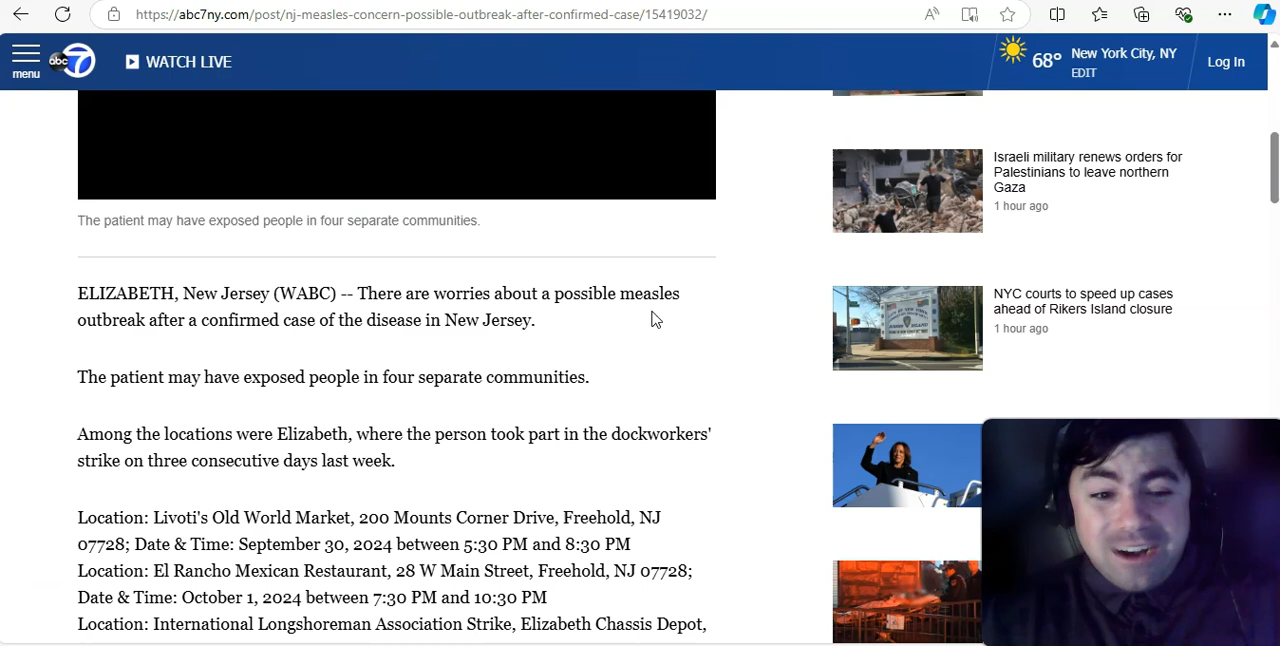 https://abc7ny.com/post/nj-measles-concern-possible-outbreak-after-confirmed-case/15419032/
menu
abc 7
WATCH LIVE
68°
New York City, NY
EDIT
Log In
The patient may have exposed people in four separate communities.
ELIZABETH, New Jersey (WABC) -- There are worries about a possible measles
outbreak after a confirmed case of the disease in New Jersey.
The patient may have exposed people in four separate communities.
Among the locations were Elizabeth, where the person took part in the dockworkers'
strike on three consecutive days last week.
Location: Livoti's Old World Market, 200 Mounts Corner Drive, Freehold, NJ
07728; Date & Time: September 30, 2024 between 5:30 PM and 8:30 PM
Location: El Rancho Mexican Restaurant, 28 W Main Street, Freehold, NJ 07728;
Date & Time: October 1, 2024 between 7:30 PM and 10:30 PM
Location: International Longshoreman Association Strike, Elizabeth Chassis Depot,
Israeli military renews orders for
Palestinians to leave northern
Gaza
1 hour ago
NYC courts to speed up cases
ahead of Rikers Island closure
1 hour ago